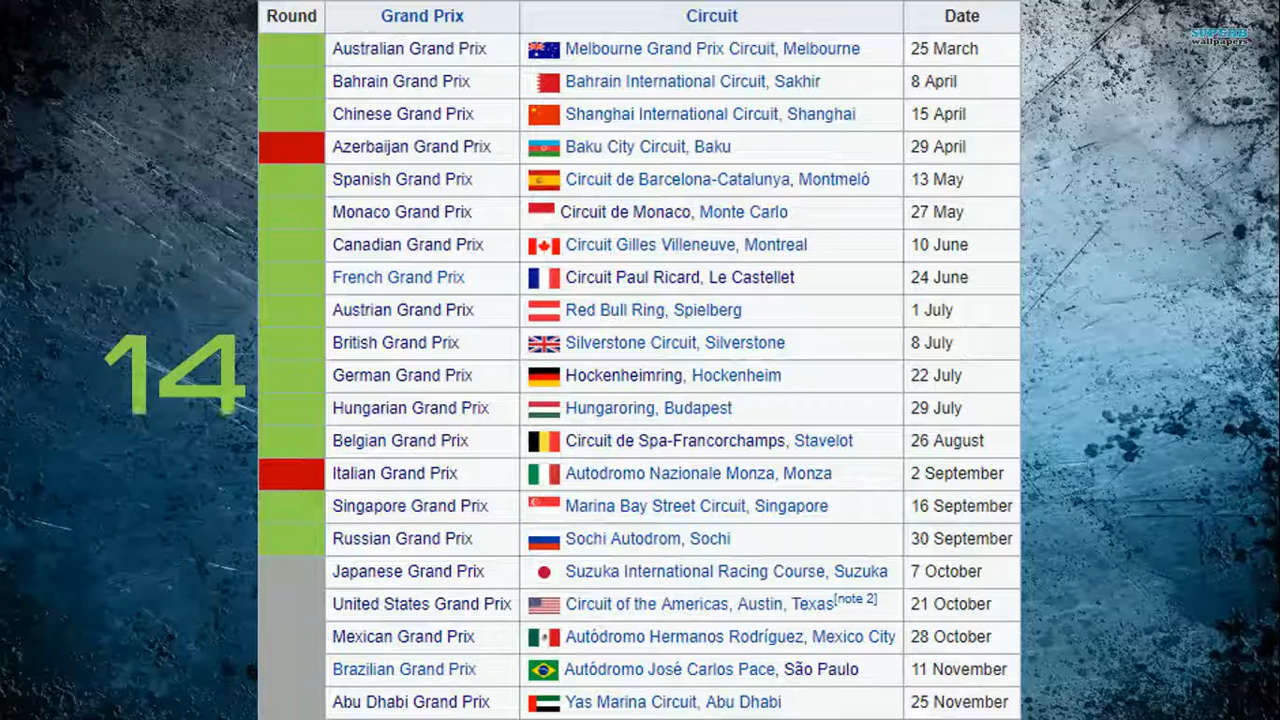 Round Grand Prix Circuit Date
Australian Grand Prix Melbourne Grand Prix Circuit, Melbourne 25 March
Bahrain Grand Prix Bahrain International Circuit, Sakhir 8 April
Chinese Grand Prix Shanghai International Circuit, Shanghai 15 April
Azerbaijan Grand Prix Baku City Circuit, Baku 29 April
Spanish Grand Prix Circuit de Barcelona-Catalunya, Montmeló 13 May
Monaco Grand Prix Circuit de Monaco, Monte Carlo 27 May
Canadian Grand Prix Circuit Gilles Villeneuve, Montreal 10 June
French Grand Prix Circuit Paul Ricard, Le Castellet 24 June
Austrian Grand Prix Red Bull Ring, Spielberg 1 July
British Grand Prix Silverstone Circuit, Silverstone 8 July
14
German Grand Prix Hockenheimring, Hockenheim 22 July
Hungarian Grand Prix Hungaroring, Budapest 29 July
Belgian Grand Prix Circuit de Spa-Francorchamps, Stavelot 26 August
Italian Grand Prix Autodromo Nazionale Monza, Monza 2 September
Singapore Grand Prix Marina Bay Street Circuit, Singapore 16 September
Russian Grand Prix Sochi Autodrom, Sochi 30 September
Japanese Grand Prix Suzuka International Racing Course, Suzuka 7 October
United States Grand Prix Circuit of the Americas, Austin, Texas[note 2] 21 October
Mexican Grand Prix Autódromo Hermanos Rodríguez, Mexico City 28 October
Brazilian Grand Prix Autódromo José Carlos Pace, São Paulo 11 November
Abu Dhabi Grand Prix Yas Marina Circuit, Abu Dhabi 25 November
SUPERB
wallpapers